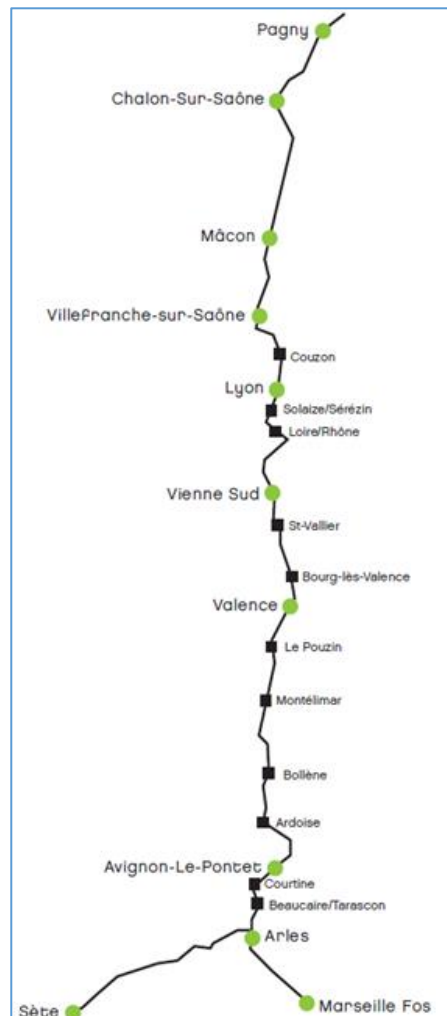 Pagny
Chalon-Sur-Saône
Mâcon
Villefranche-sur-Saône
Couzon
Lyon
Solaize/Sérézin
Loire/Rhône
Vienne Sud
St-Vallier
Bourg-lès-Valence
Valence
Le Pouzin
Montélimar
Bollène
Ardoise
Avignon-Le-Pontet
Courtine
Beaucaire/Tarascon
Arles
Sète
Marseille Fos